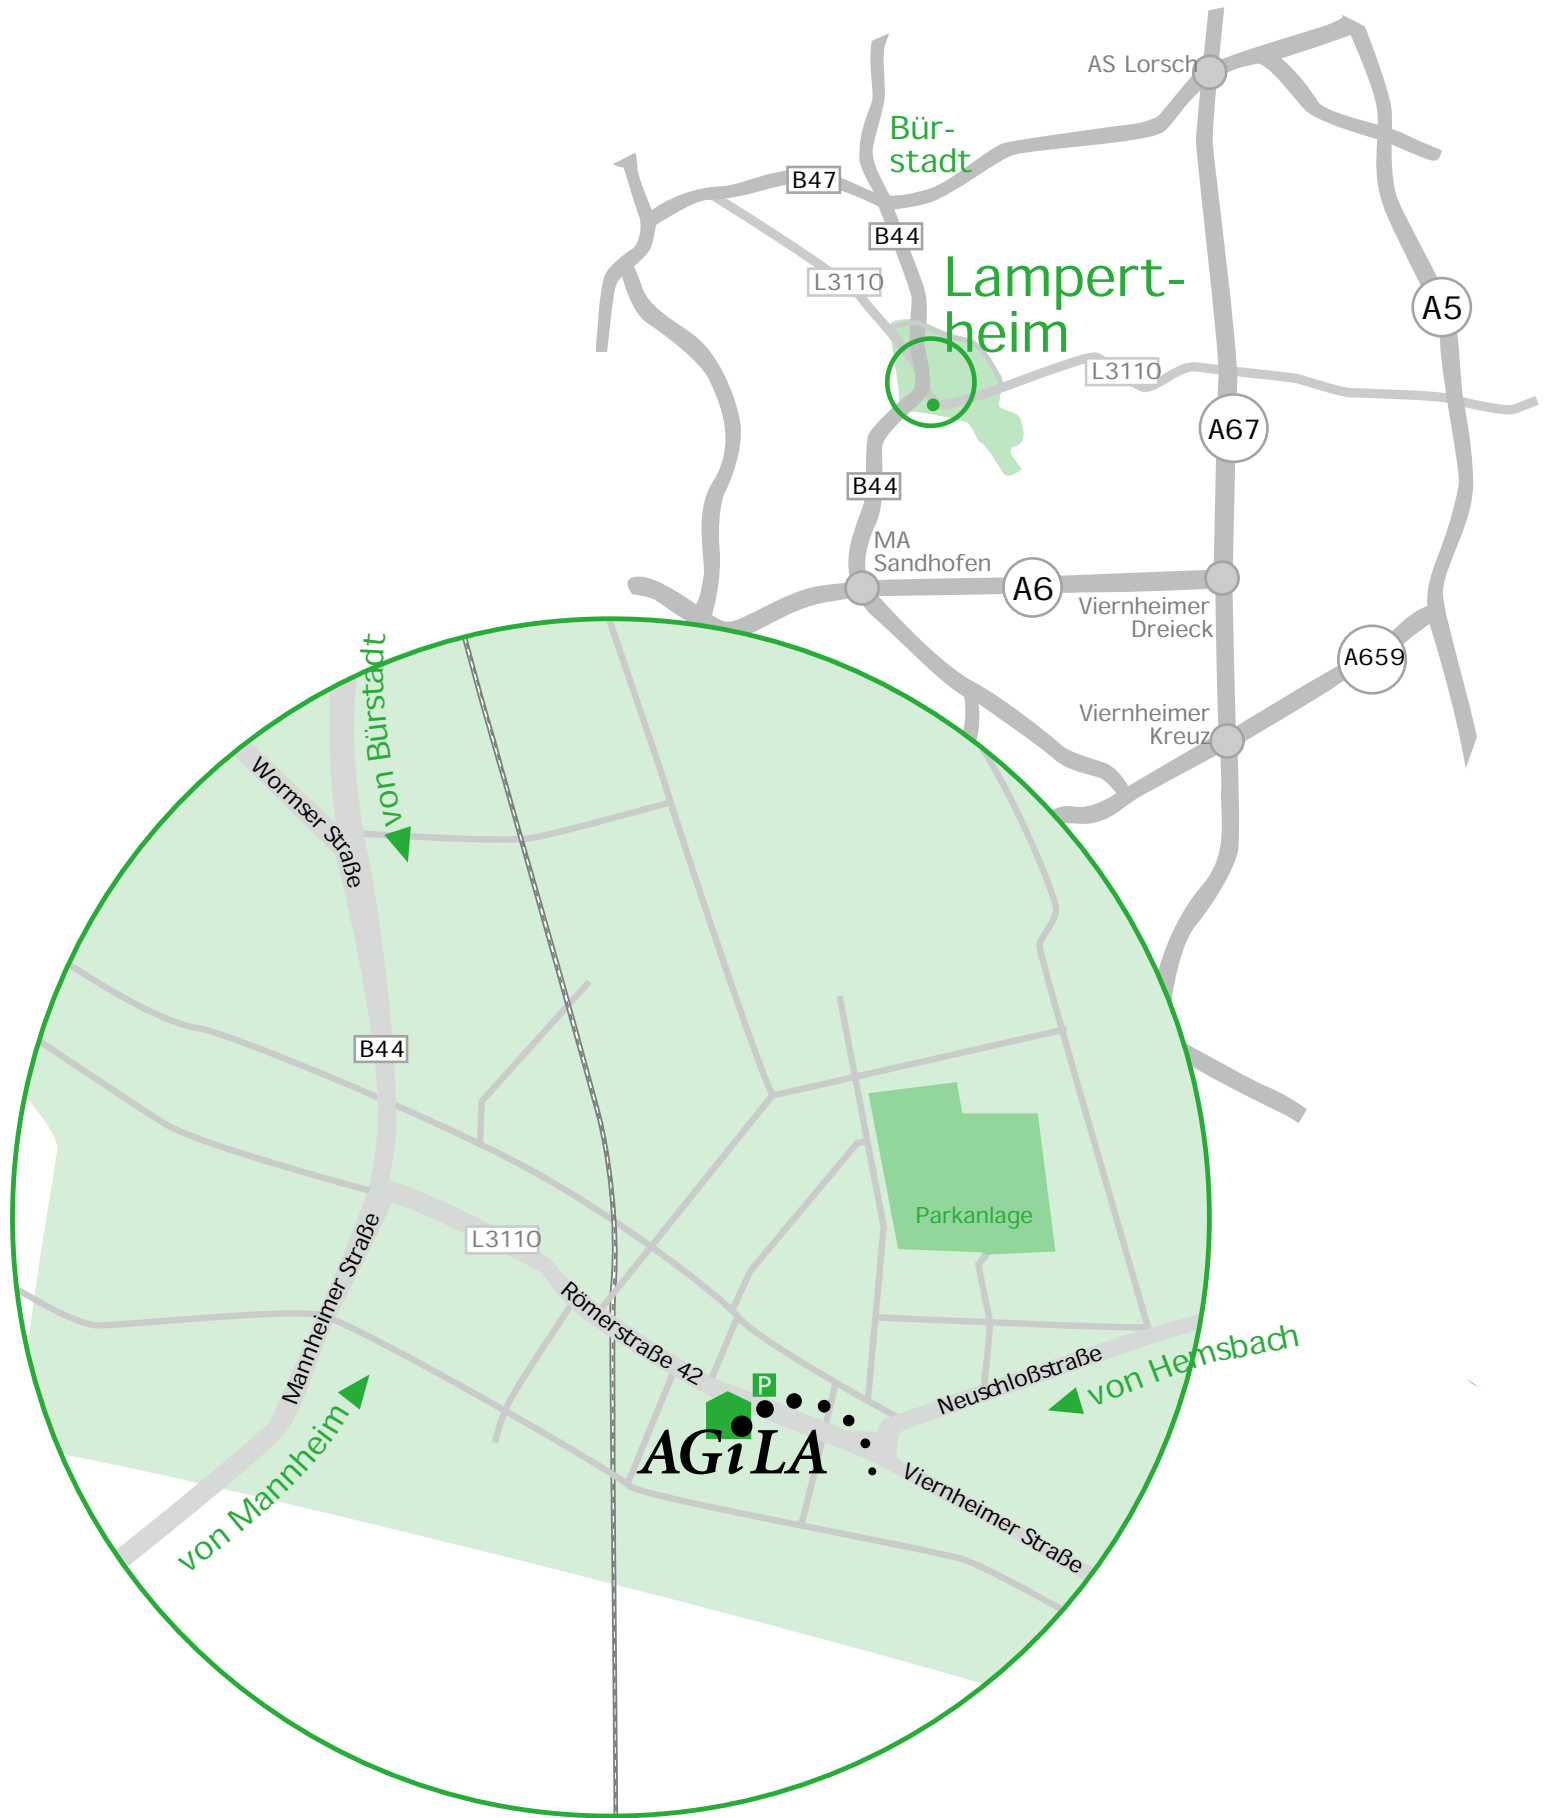 AS Lorsch
Bür-
stadt
B47
B44
L3110
Lampert-
heim
A5
L3110
A67
B44
MA
Sandhofen
A6
Viernheimer
Dreieck
A659
Viernheimer
Kreuz
von Bürstadt
Wormser Straße
B44
Parkanlage
Mannheimer Straße
L3110
Römerstraße 42
P
Neuschloßstraße
von Hemsbach
AGiLA
von Mannheim
Viernheimer Straße